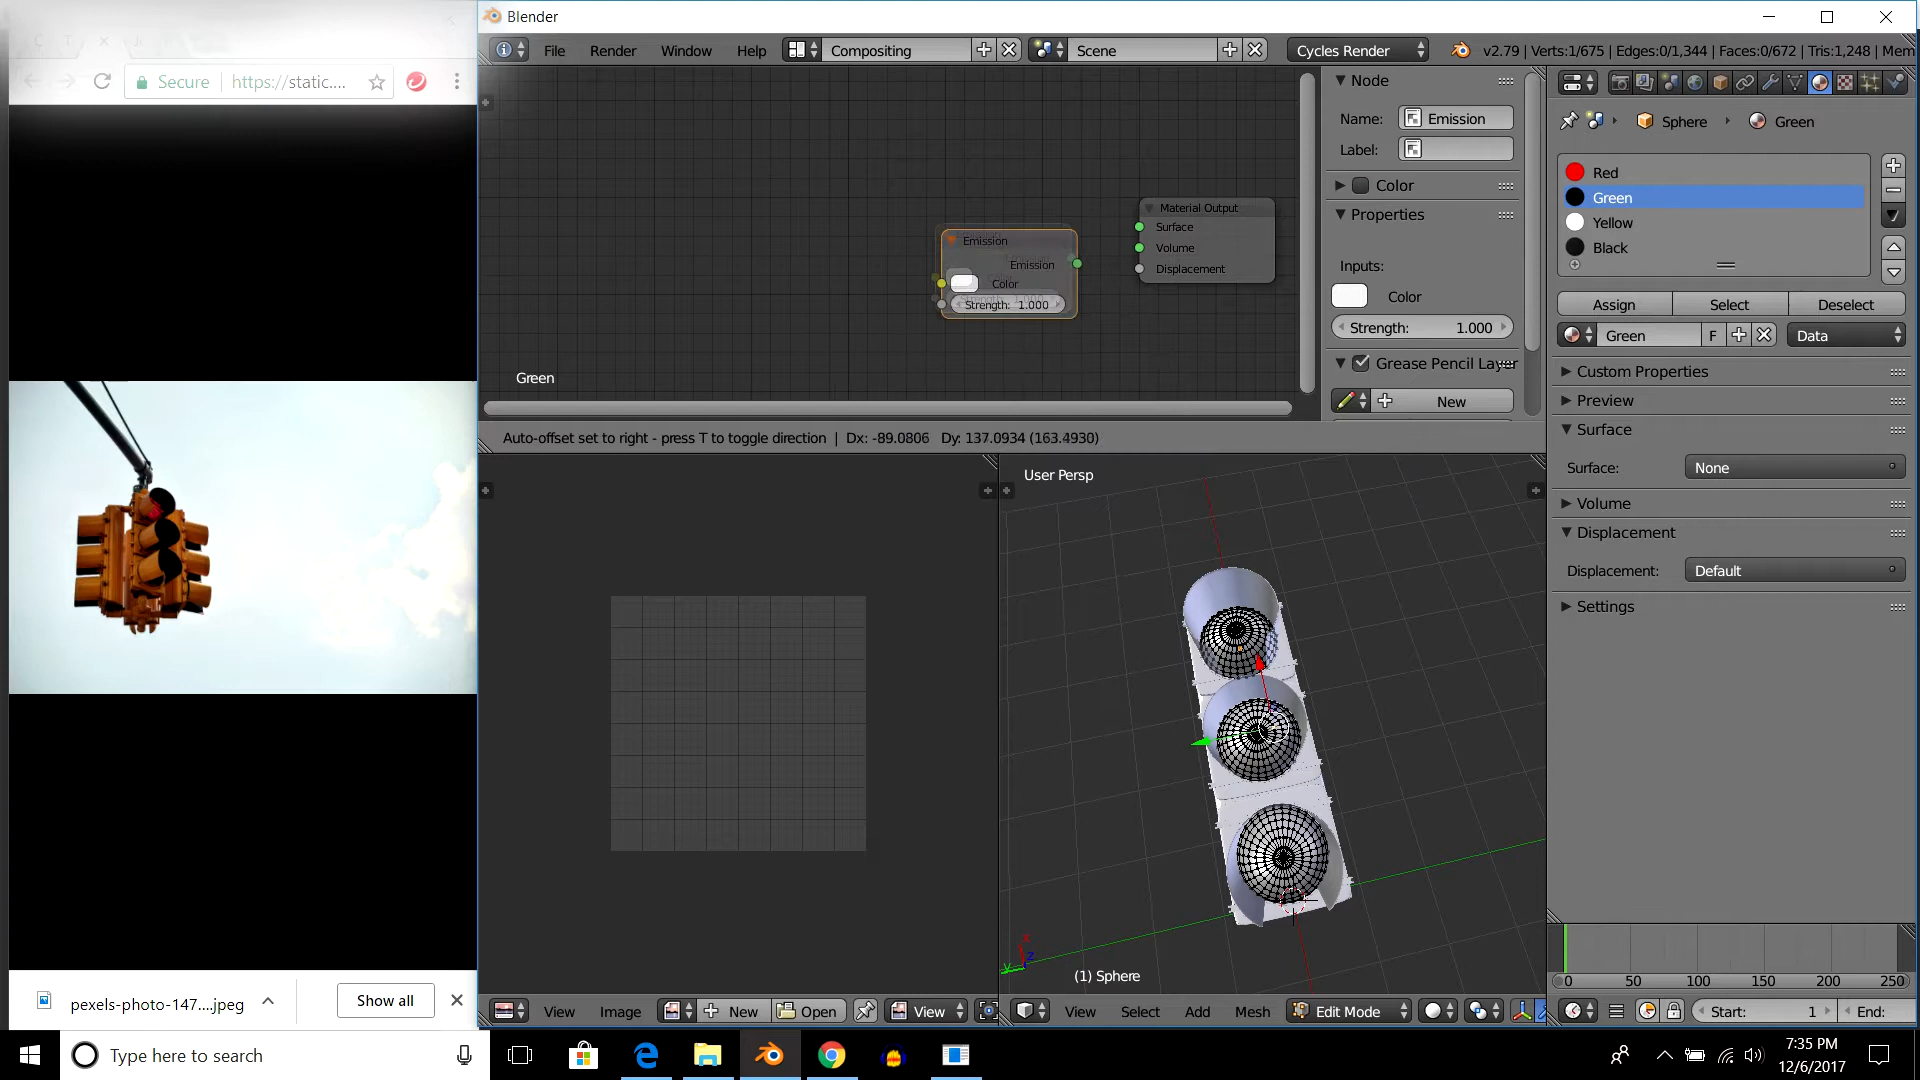 Blender
File Render Window Help Compositing Scene Cycles Render v2.79 | Verts:1/675 | Edges:0/1,344 | Faces:0/672 | Tris:1,248 | Mem
Secure https://static....
Node
Name: Emission
Label:
Color
Properties
Inputs:
Color
Strength: 1.000
Grease Pencil Layer
New
Emission
Emission
Color
Strength: 1.000
Material Output
Surface
Volume
Displacement
Green
Auto-offset set to right - press T to toggle direction | Dx: -89.0806 Dy: 137.0934 (163.4930)
User Persp
(1) Sphere
Sphere Green
Red
Green
Yellow
Black
Assign Select Deselect
Green F Data
Custom Properties
Preview
Surface
Surface: None
Volume
Displacement
Displacement: Default
Settings
0 50 100 150 200 250
View Image New Open View
View Select Add Mesh Edit Mode
Start: 1 End:
pexels-photo-147....jpeg Show all
Type here to search
7:35 PM
12/6/2017